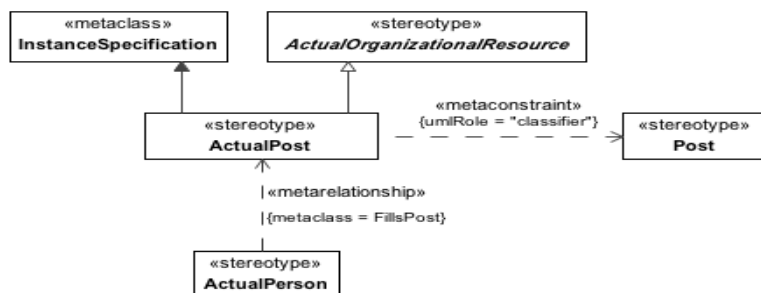 «metaclass»
InstanceSpecification
«stereotype»
ActualOrganizationalResource
«stereotype»
ActualPost
«metaconstraint»
{umlRole = "classifier"}
«stereotype»
Post
«metarelationship»
{metaclass = FillsPost}
«stereotype»
ActualPerson